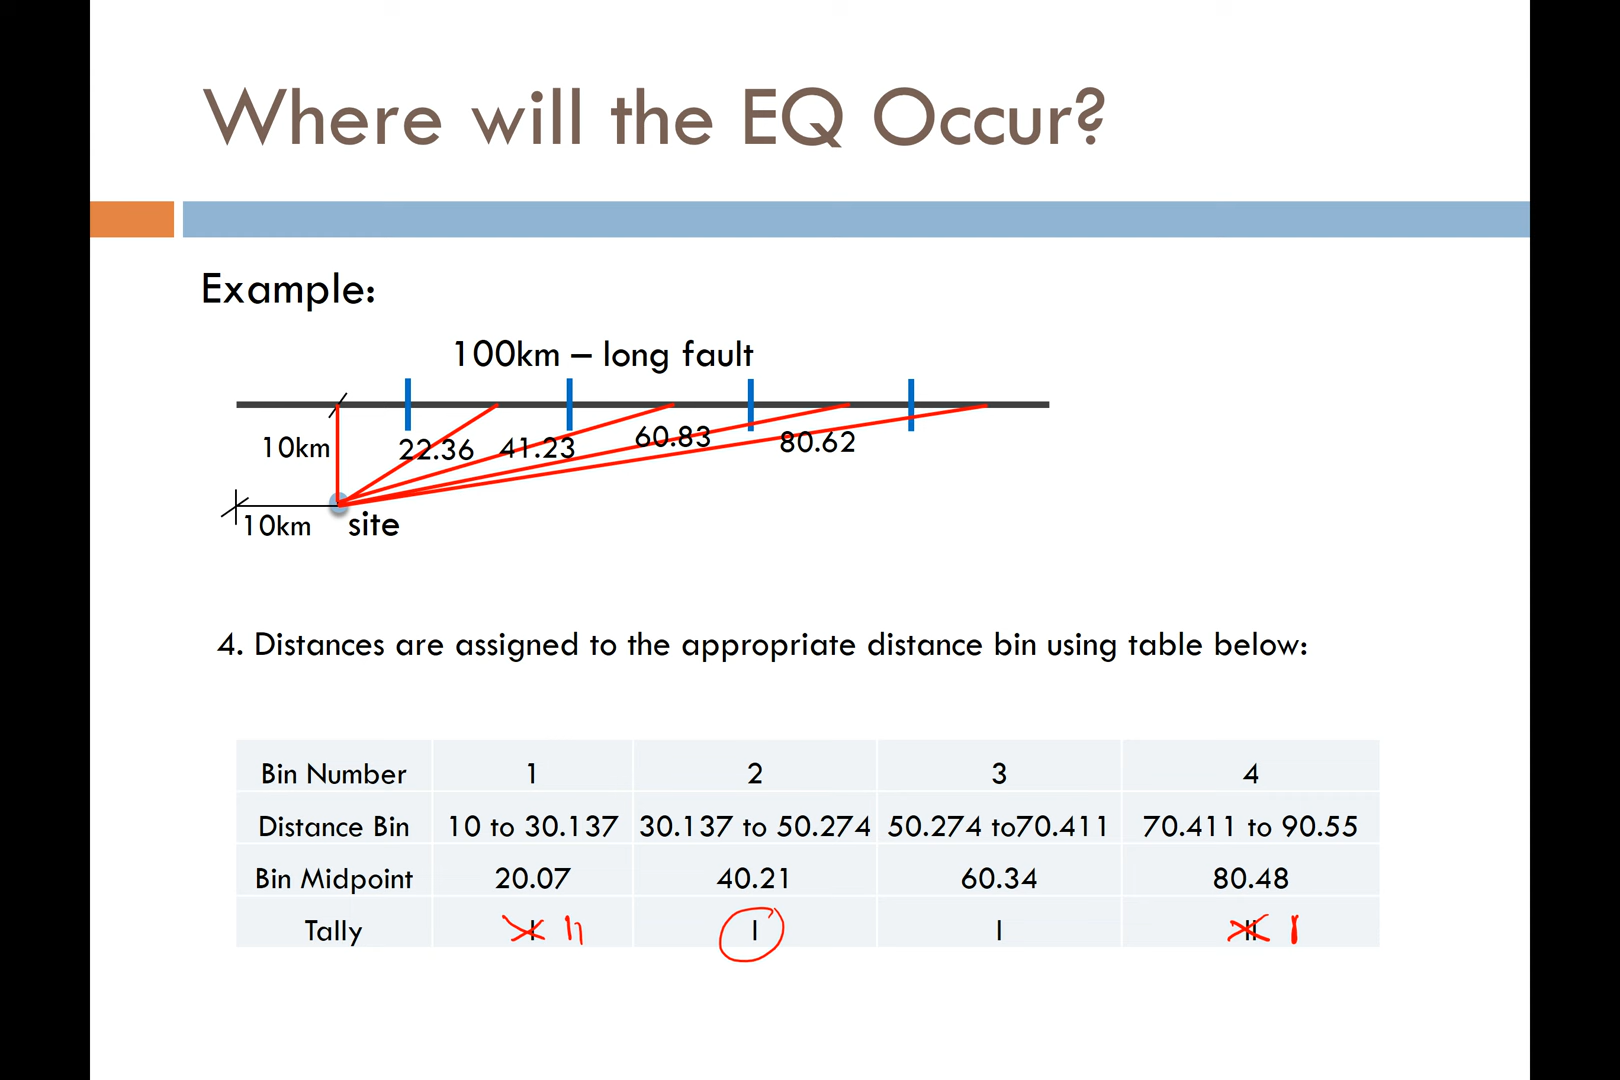 Where will the EQ Occur?
Example:
100km – long fault
10km
22.36
41.23
60.83
80.62
10km
site
4. Distances are assigned to the appropriate distance bin using table below:
Bin Number 1 2 3 4
Distance Bin 10 to 30.137 30.137 to 50.274 50.274 to70.411 70.411 to 90.55
Bin Midpoint 20.07 40.21 60.34 80.48
Tally I II I I II I